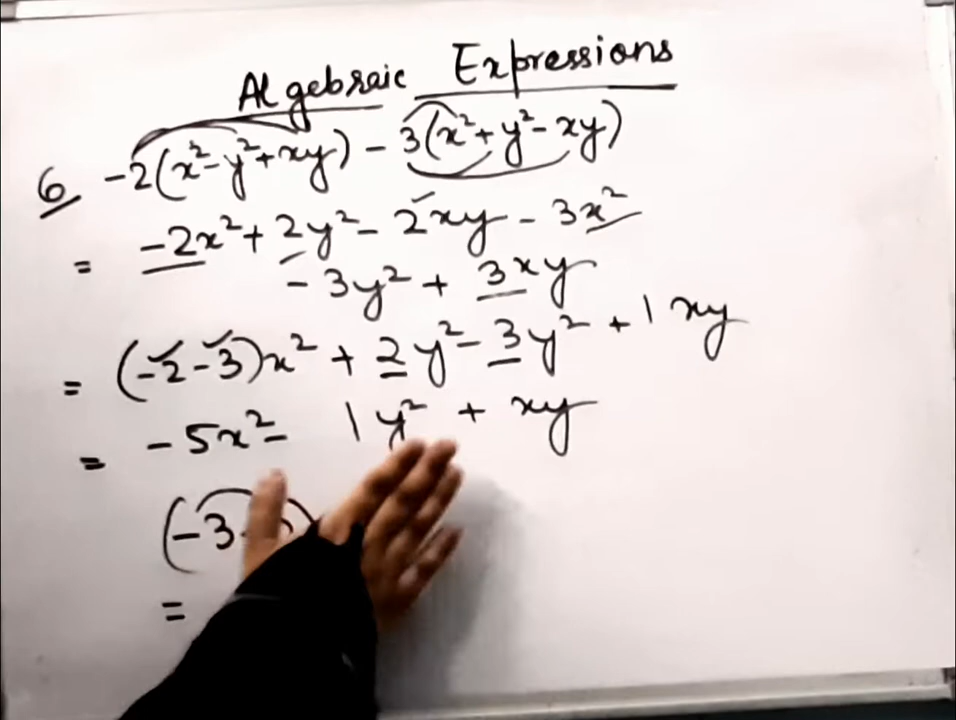 Algebraic Expressions
6 -2(x²-y²+xy) - 3(x²+y²-xy)
= -2x²+2y²- 2xy - 3x²
- 3y² + 3xy
= (-2-3)x² + 2y²- 3y² + 1xy
= -5x²- 1y² + xy
(-3-
=